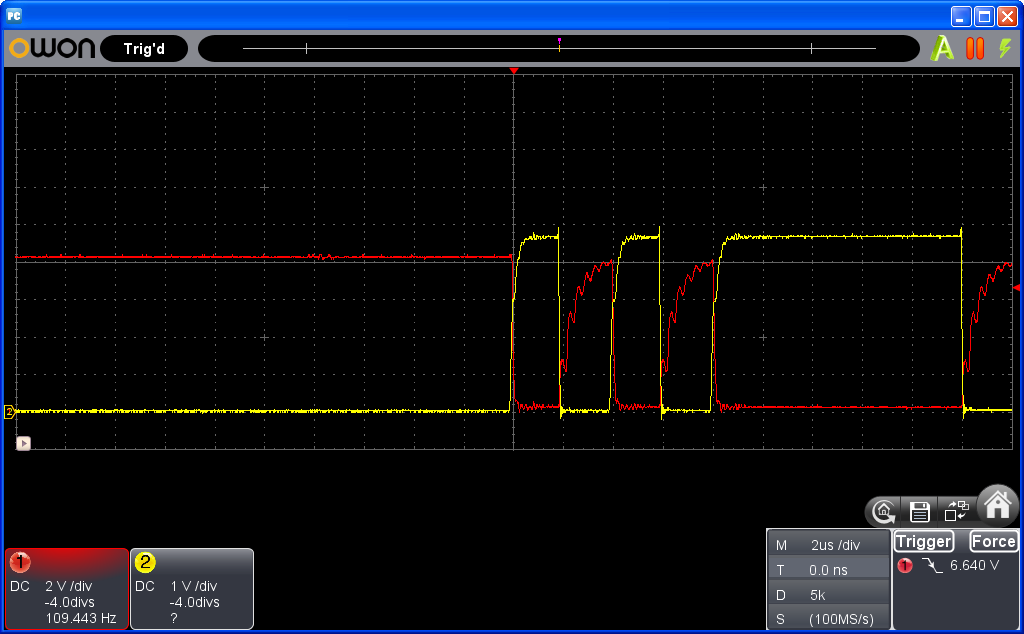 PC
OWON Trig'd A
2
1 2 M 2us /div Trigger Force
DC 2 V /div DC 1 V /div T 0.0 ns 1 6.640 V
-4.0divs -4.0divs D 5k
109.443 Hz ? S (100MS/s)